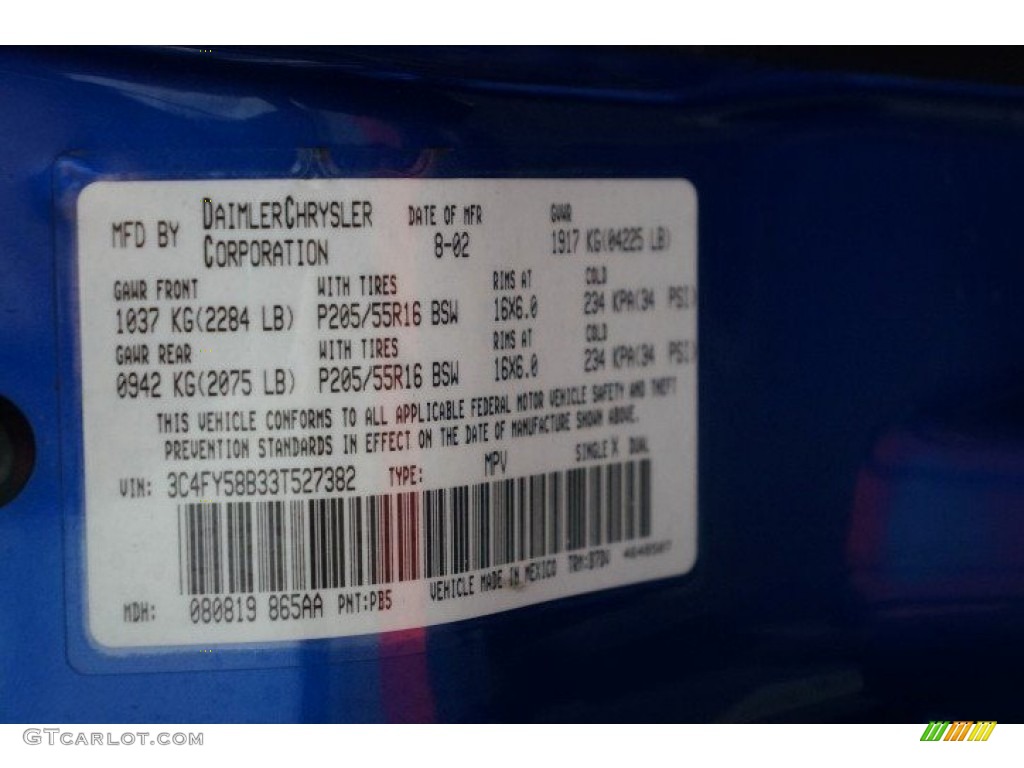 MFD BY DAIMLERCHRYSLER CORPORATION DATE OF MFR 8-02 GVWR 1917 KG(04225 LB)
GAWR FRONT WITH TIRES RIMS AT COLD
1037 KG(2284 LB) P205/55R16 BSW 16X6.0 234 KPA(34 PSI)
GAWR REAR WITH TIRES RIMS AT COLD
0942 KG(2075 LB) P205/55R16 BSW 16X6.0 234 KPA(34 PSI)
THIS VEHICLE CONFORMS TO ALL APPLICABLE FEDERAL MOTOR VEHICLE SAFETY AND THEFT
PREVENTION STANDARDS IN EFFECT ON THE DATE OF MANUFACTURE SHOWN ABOVE.
VIN: 3C4FY58B33T527382 TYPE: MPV SINGLE X DUAL
MDH: 080819 865AA PNT:PB5 VEHICLE MADE IN MEXICO
GTCARLOT.COM